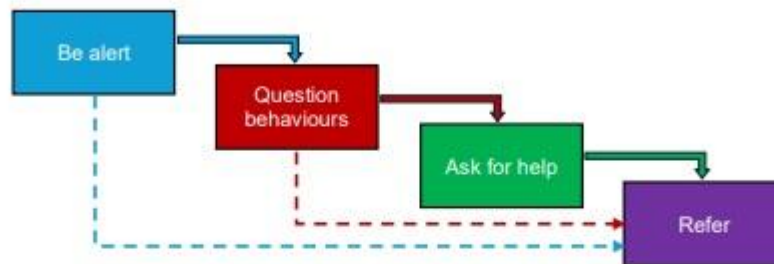 Be alert
Question
behaviours
Ask for help
Refer